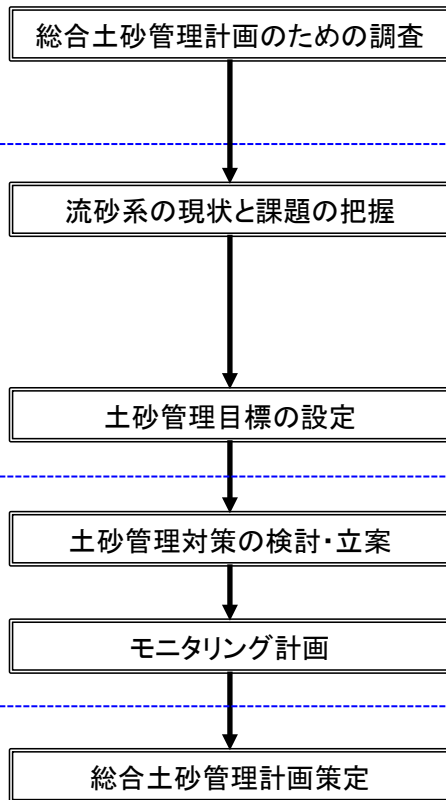 総合土砂管理計画のための調査
流砂系の現状と課題の把握
土砂管理目標の設定
土砂管理対策の検討・立案
モニタリング計画
総合土砂管理計画策定